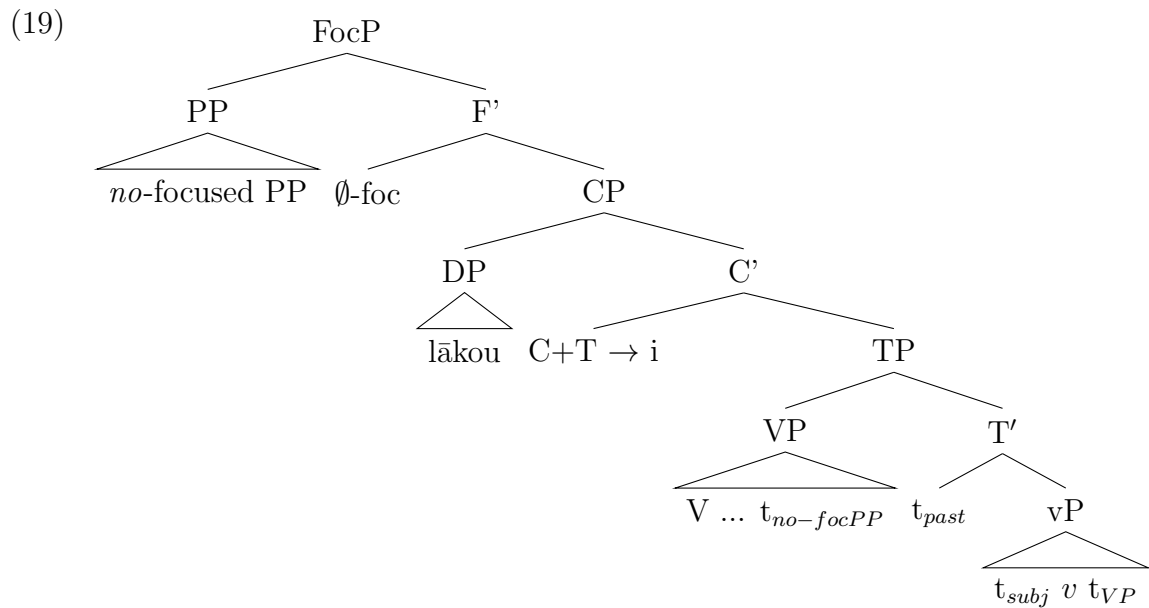 (19)
FocP
PP F’
no-focused PP ∅-foc CP
DP C’
lākou C+T → i TP
VP T′
V ... t_{no−focPP} t_{past} vP
t_{subj} v t_{VP}